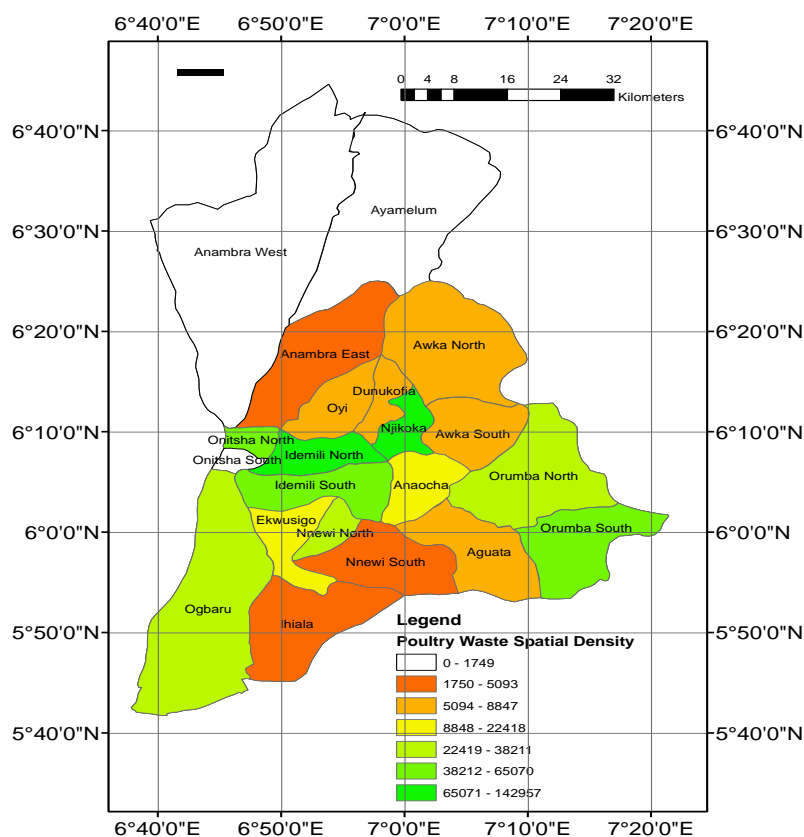 6°40'0"E 6°50'0"E 7°0'0"E 7°10'0"E 7°20'0"E
0 4 8 16 24 32
Kilometers
6°40'0"N 6°40'0"N
Ayamelum
6°30'0"N 6°30'0"N
Anambra West
6°20'0"N 6°20'0"N
Awka North
Anambra East
Dunukofia
Oyi
6°10'0"N 6°10'0"N
Njikoka
Awka South
Onitsha North
Idemili North
Onitsha South
Orumba North
Idemili South
Anaocha
6°0'0"N 6°0'0"N
Ekwusigo
Orumba South
Nnewi North
Aguata
Nnewi South
Ogbaru
Ihiala
5°50'0"N 5°50'0"N
Legend
Poultry Waste Spatial Density
0 - 1749
1750 - 5093
5094 - 8847
8848 - 22418
22419 - 38211
38212 - 65070
65071 - 142957
5°40'0"N 5°40'0"N
6°40'0"E 6°50'0"E 7°0'0"E 7°10'0"E 7°20'0"E